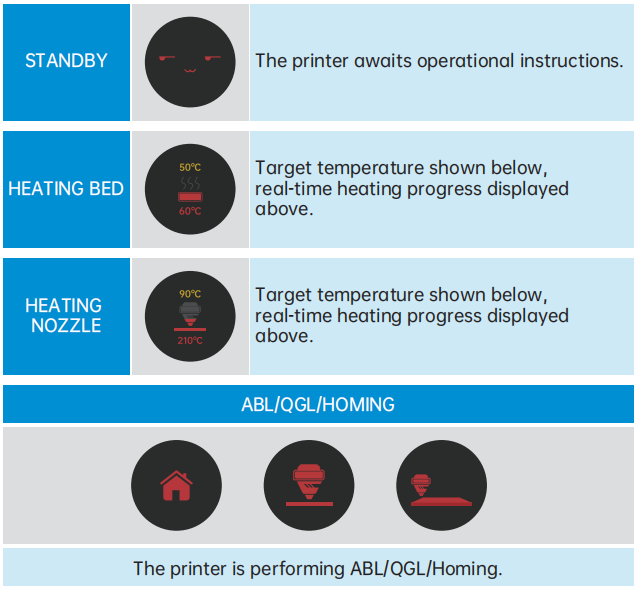 STANDBY
The printer awaits operational instructions.
HEATING BED
50℃
60℃
Target temperature shown below,
real-time heating progress displayed
above.
HEATING
NOZZLE
90℃
210℃
Target temperature shown below,
real-time heating progress displayed
above.
ABL/QGL/HOMING
The printer is performing ABL/QGL/Homing.